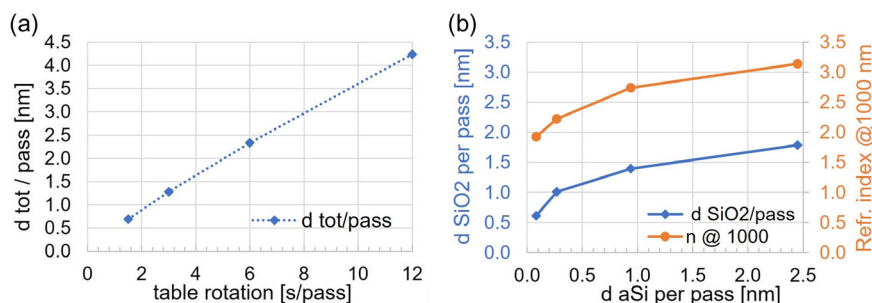 (a)
4.5
4.0
3.5
3.0
2.5
2.0
1.5
1.0
0.5
0.0
d tot / pass [nm]
d tot/pass
0 2 4 6 8 10 12
table rotation [s/pass]
(b)
3.5
3.0
2.5
2.0
1.5
1.0
0.5
0.0
d SiO2 per pass [nm]
d SiO2/pass
n @ 1000
0.0 0.5 1.0 1.5 2.0 2.5
d aSi per pass [nm]
3.5
3.0
2.5
2.0
1.5
1.0
0.5
0.0
Refr. index @1000 nm